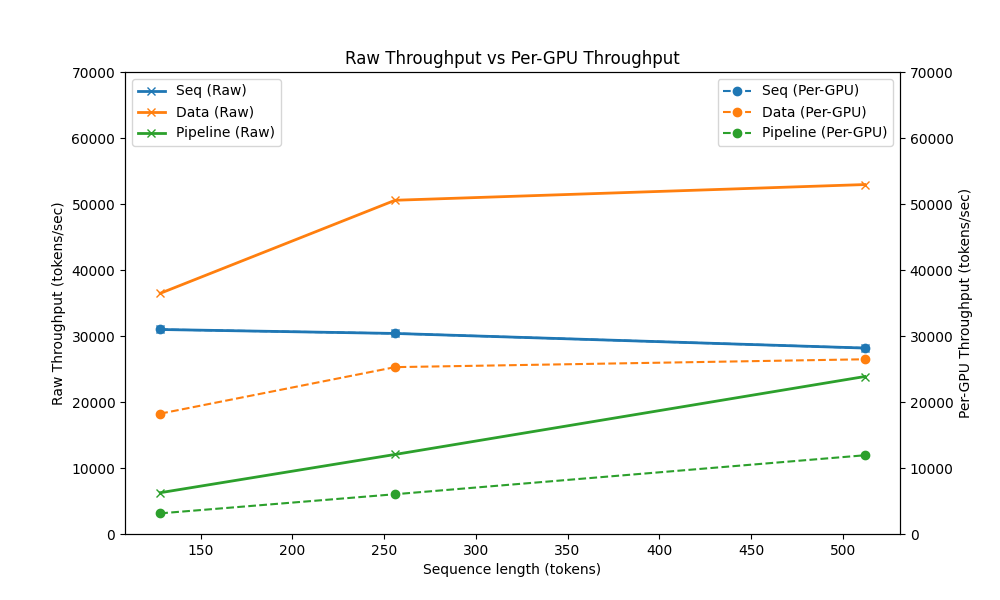 Raw Throughput vs Per-GPU Throughput
Seq (Raw)
Data (Raw)
Pipeline (Raw)
Seq (Per-GPU)
Data (Per-GPU)
Pipeline (Per-GPU)
Raw Throughput (tokens/sec)
70000
60000
50000
40000
30000
20000
10000
0
70000
60000
50000
40000
30000
20000
10000
0
Per-GPU Throughput (tokens/sec)
150
200
250
300
350
400
450
500
Sequence length (tokens)